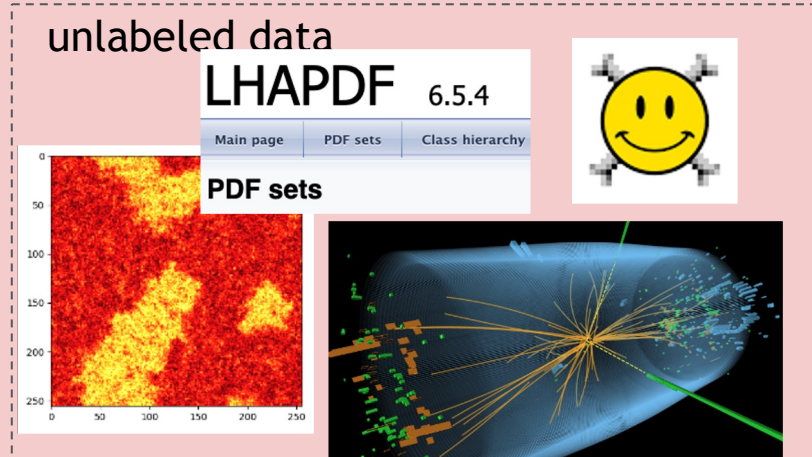 unlabeled data
LHAPDF 6.5.4
Main page PDF sets Class hierarchy
PDF sets
0
50
100
150
200
250
0 50 100 150 200 250